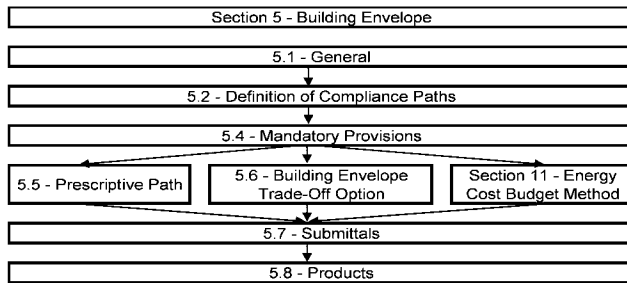 Section 5 - Building Envelope
5.1 - General
5.2 - Definition of Compliance Paths
5.4 - Mandatory Provisions
5.5 - Prescriptive Path
5.6 - Building Envelope
Trade-Off Option
Section 11 - Energy
Cost Budget Method
5.7 - Submittals
5.8 - Products